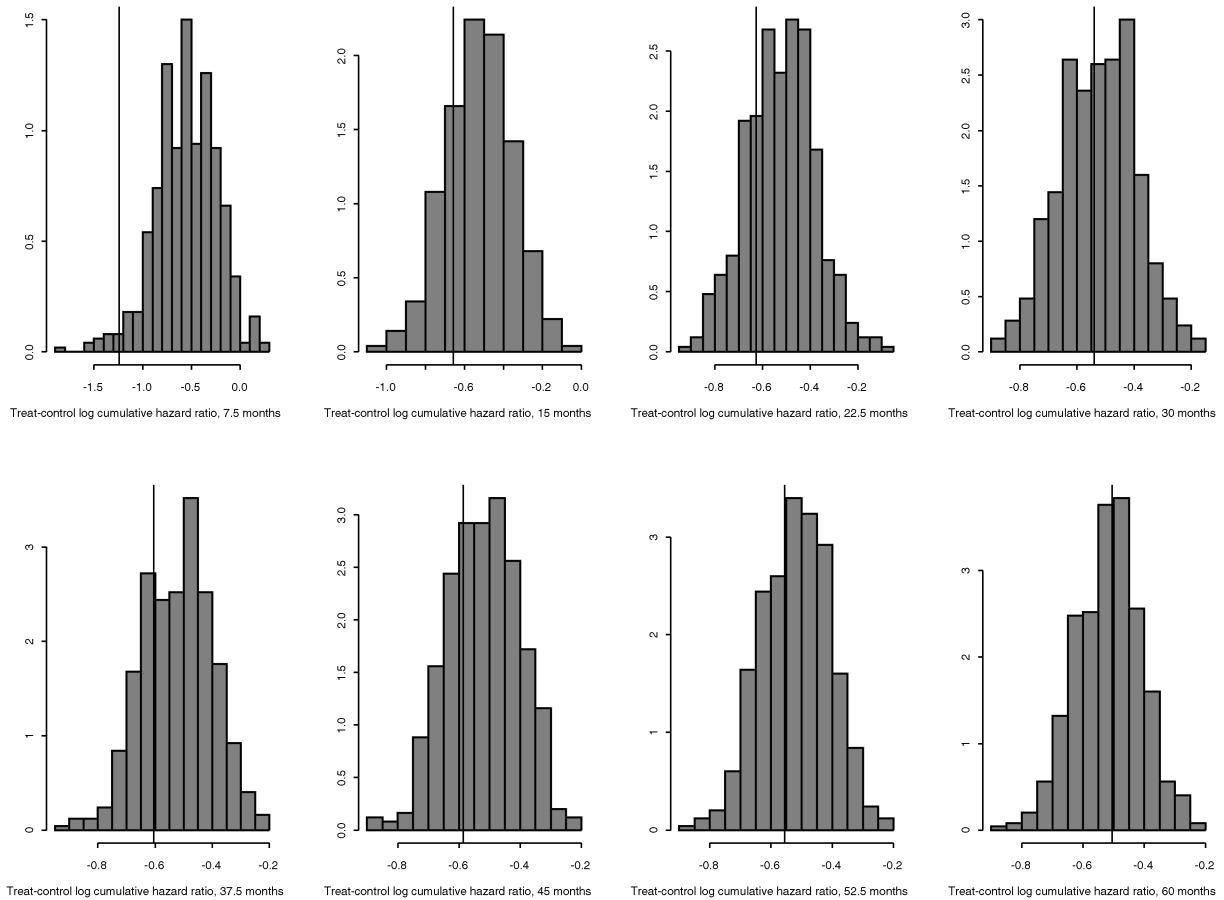 1.5
1.0
0.5
0.0
-1.5 -1.0 -0.5 0.0
Treat-control log cumulative hazard ratio, 7.5 months
2.0
1.5
1.0
0.5
0.0
-1.0 -0.6 -0.2 0.0
Treat-control log cumulative hazard ratio, 15 months
2.5
2.0
1.5
1.0
0.5
0.0
-0.8 -0.6 -0.4 -0.2
Treat-control log cumulative hazard ratio, 22.5 months
3.0
2.5
2.0
1.5
1.0
0.5
0.0
-0.8 -0.6 -0.4 -0.2
Treat-control log cumulative hazard ratio, 30 months
3
2
1
0
-0.8 -0.6 -0.4 -0.2
Treat-control log cumulative hazard ratio, 37.5 months
3.0
2.5
2.0
1.5
1.0
0.5
0.0
-0.8 -0.6 -0.4 -0.2
Treat-control log cumulative hazard ratio, 45 months
3
2
1
0
-0.8 -0.6 -0.4 -0.2
Treat-control log cumulative hazard ratio, 52.5 months
3
2
1
0
-0.8 -0.6 -0.4 -0.2
Treat-control log cumulative hazard ratio, 60 months